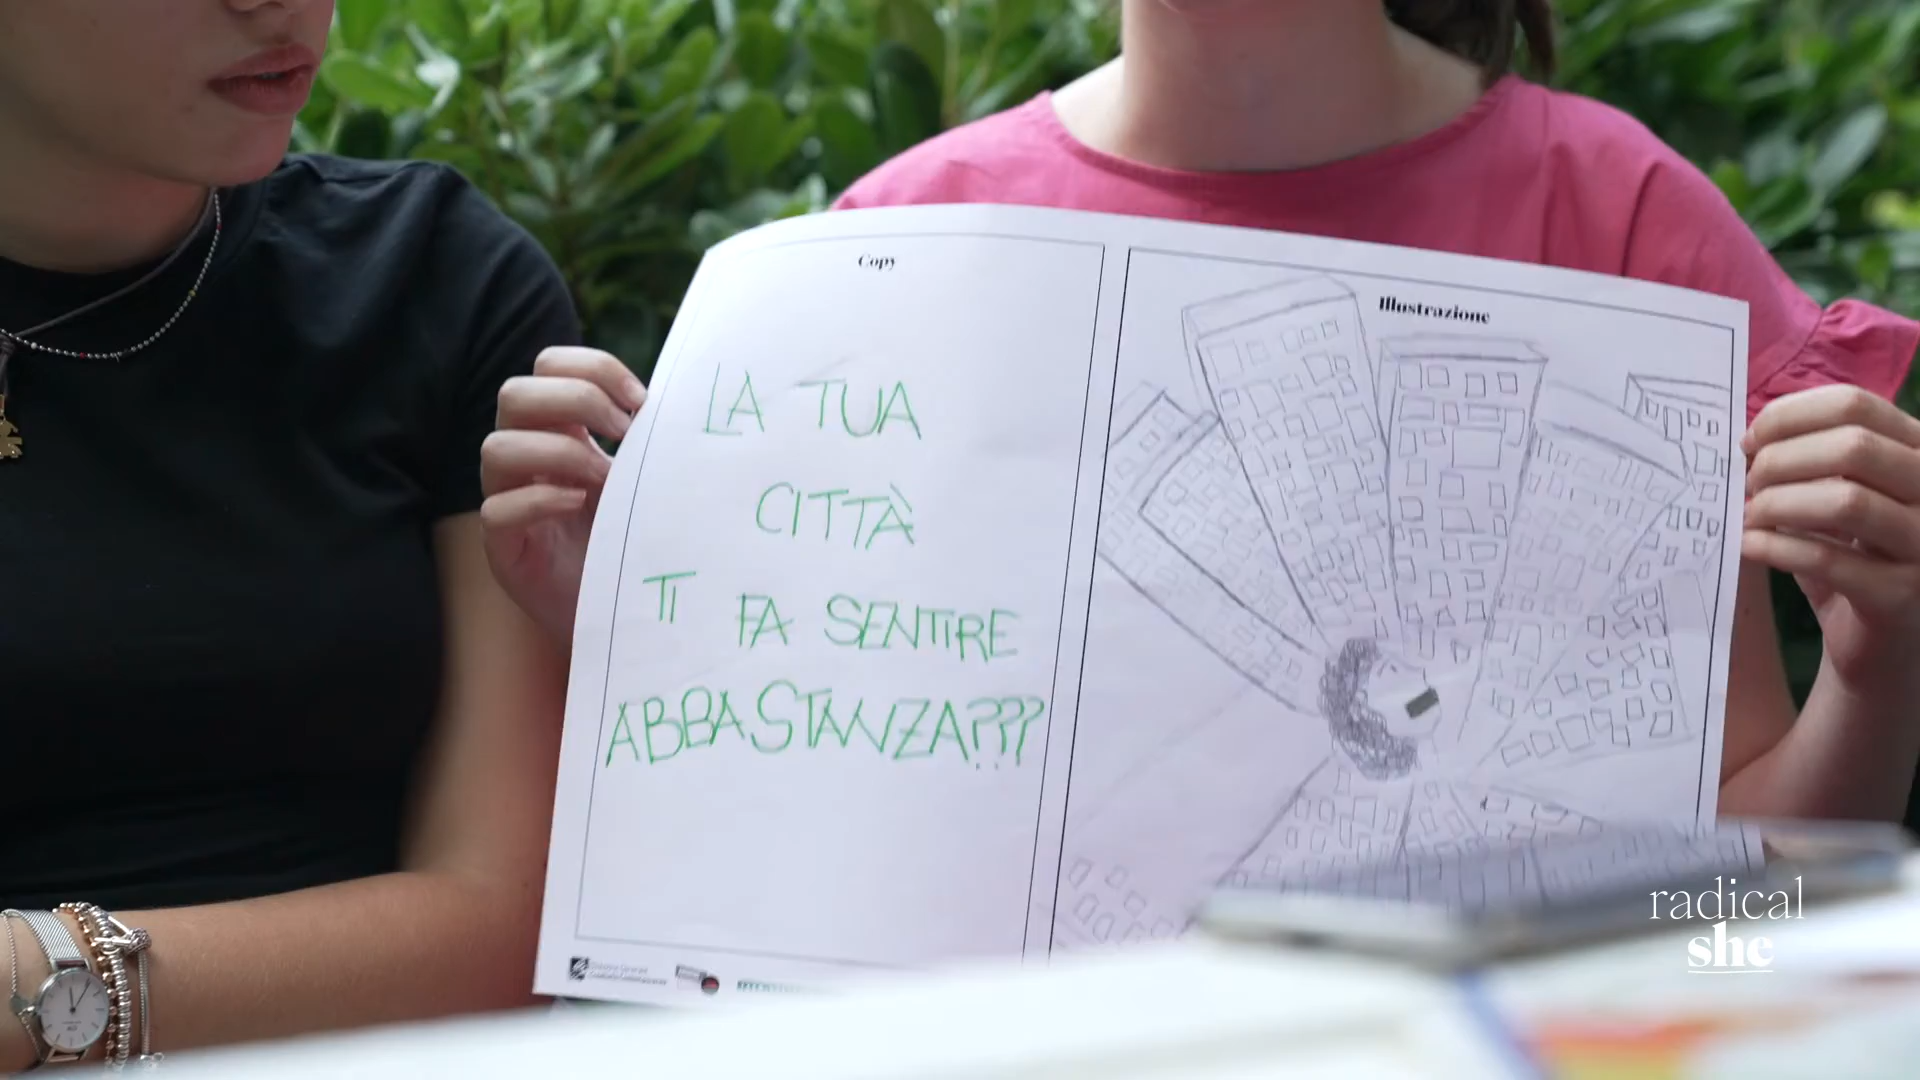 Copy
LA TUA
CITTÀ
TI FA SENTIRE
ABBASTANZA???
Illustrazione
radical
she